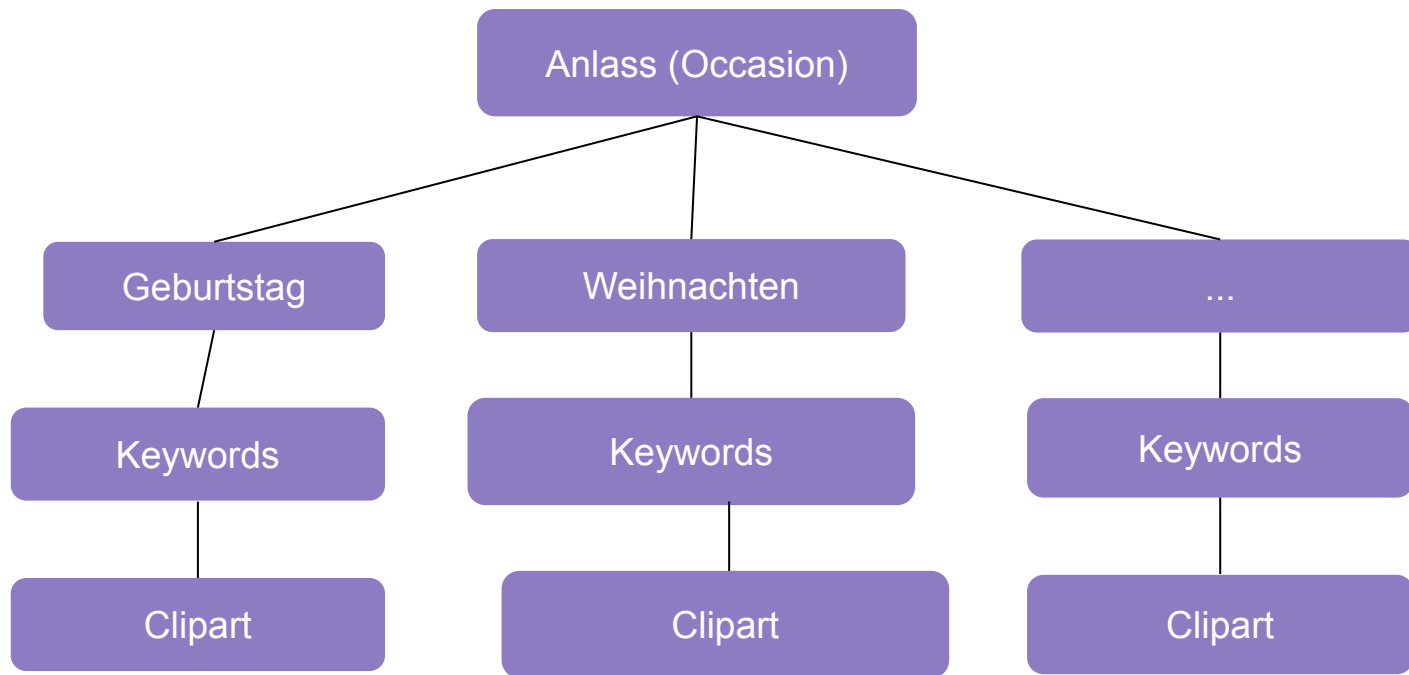 Anlass (Occasion)
Geburtstag
Weihnachten
...
Keywords
Keywords
Keywords
Clipart
Clipart
Clipart